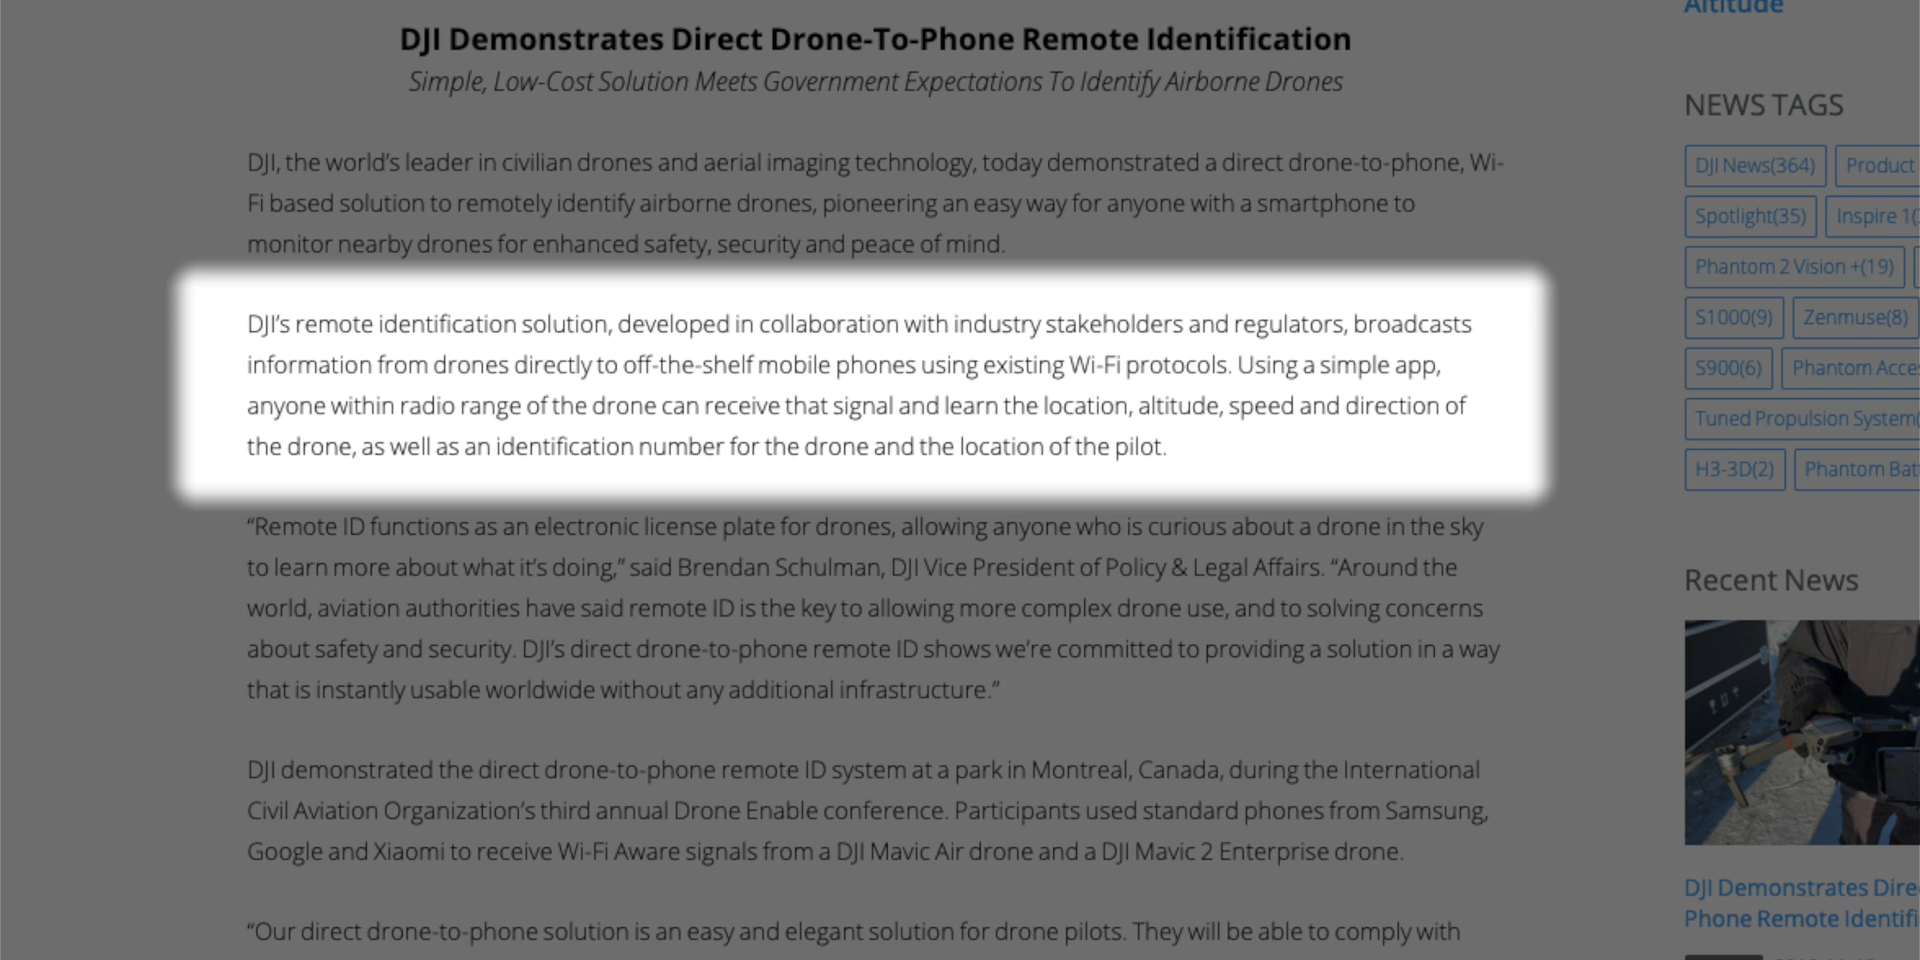 DJI Demonstrates Direct Drone-To-Phone Remote Identification
Simple, Low-Cost Solution Meets Government Expectations To Identify Airborne Drones
DJI, the world's leader in civilian drones and aerial imaging technology, today demonstrated a direct drone-to-phone, Wi-
Fi based solution to remotely identify airborne drones, pioneering an easy way for anyone with a smartphone to
monitor nearby drones for enhanced safety, security and peace of mind.
DJI's remote identification solution, developed in collaboration with industry stakeholders and regulators, broadcasts
information from drones directly to off-the-shelf mobile phones using existing Wi-Fi protocols. Using a simple app,
anyone within radio range of the drone can receive that signal and learn the location, altitude, speed and direction of
the drone, as well as an identification number for the drone and the location of the pilot.
“Remote ID functions as an electronic license plate for drones, allowing anyone who is curious about a drone in the sky
to learn more about what it's doing,” said Brendan Schulman, DJI Vice President of Policy & Legal Affairs. “Around the
world, aviation authorities have said remote ID is the key to allowing more complex drone use, and to solving concerns
about safety and security. DJI's direct drone-to-phone remote ID shows we're committed to providing a solution in a way
that is instantly usable worldwide without any additional infrastructure.”
DJI demonstrated the direct drone-to-phone remote ID system at a park in Montreal, Canada, during the International
Civil Aviation Organization's third annual Drone Enable conference. Participants used standard phones from Samsung,
Google and Xiaomi to receive Wi-Fi Aware signals from a DJI Mavic Air drone and a DJI Mavic 2 Enterprise drone.
“Our direct drone-to-phone solution is an easy and elegant solution for drone pilots. They will be able to comply with
Altitude
NEWS TAGS
DJI News(364) Product
Spotlight(35) Inspire 1(
Phantom 2 Vision +(19)
S1000(9) Zenmuse(8)
S900(6) Phantom Acce
Tuned Propulsion System(
H3-3D(2) Phantom Bat
Recent News
DJI Demonstrates Dire
Phone Remote Identifi